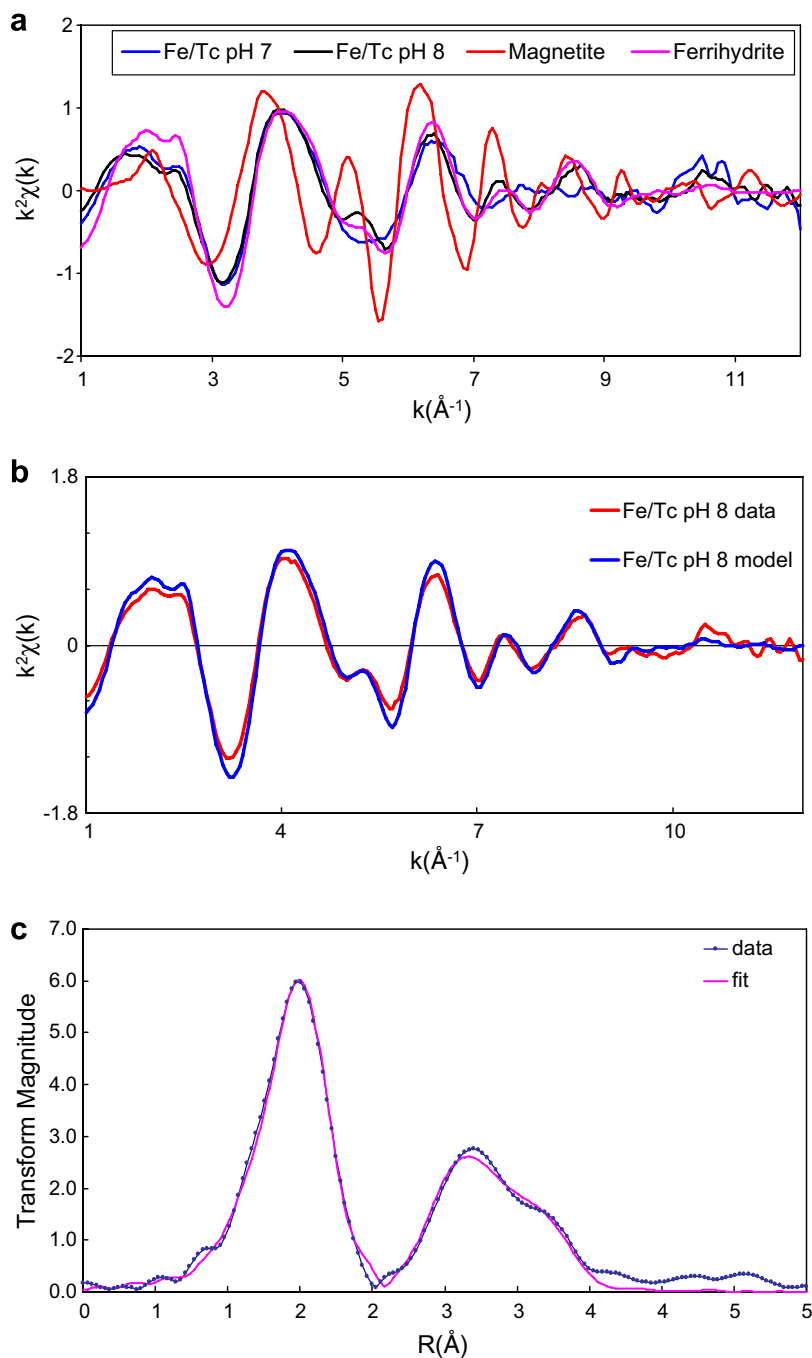 a
2
Fe/Tc pH 7 Fe/Tc pH 8 Magnetite Ferrihydrite
1
k²χ(k)
0
-1
-2
1 3 5 7 9 11
k(Å⁻¹)
b
1.8
Fe/Tc pH 8 data
Fe/Tc pH 8 model
k²χ(k)
0
-1.8
1 4 7 10
k(Å⁻¹)
c
7.0
data
fit
6.0
5.0
4.0
Transform Magnitude
3.0
2.0
1.0
0.0
0 1 1 2 2 3 3 4 4 5 5
R(Å)